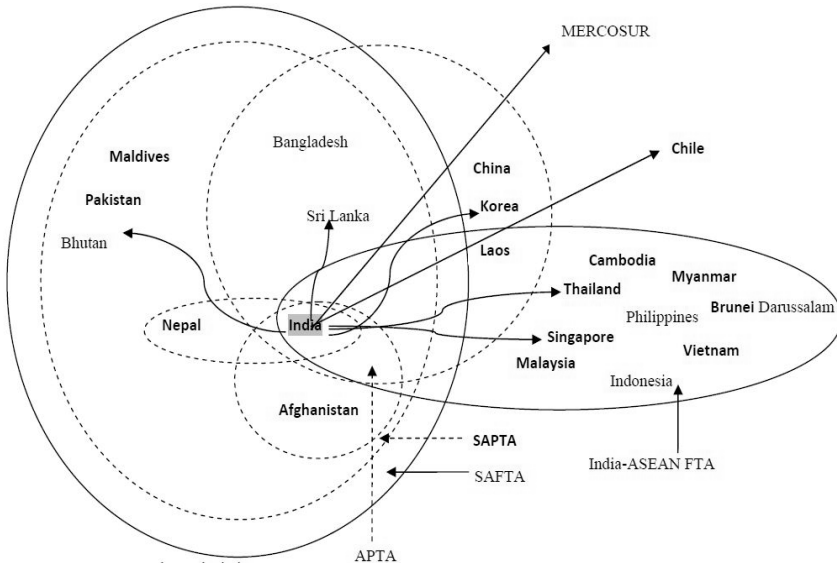 MERCOSUR
Bangladesh
Chile
Maldives
China
Pakistan
Korea
Sri Lanka
Bhutan
Laos
Cambodia
Myanmar
Thailand
Brunei Darussalam
Philippines
Nepal
India
Singapore
Vietnam
Malaysia
Indonesia
Afghanistan
SAPTA
India-ASEAN FTA
SAFTA
APTA